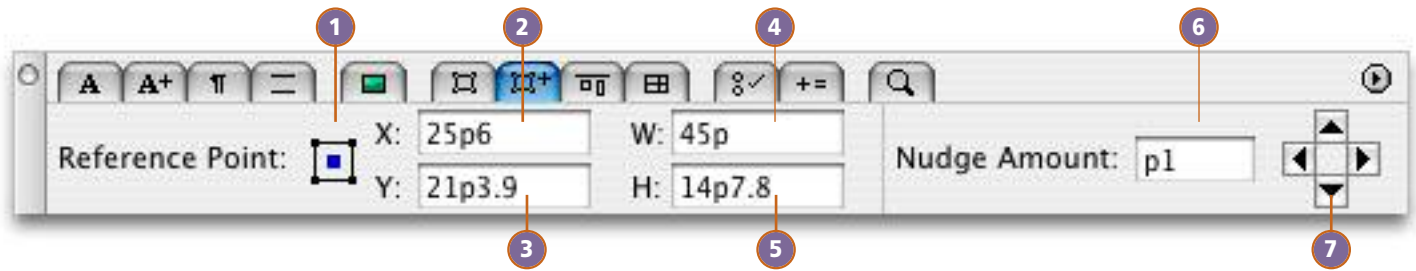 1 2 4 6
A A+ ¶ + += 
Reference Point: X: 25p6 W: 45p Nudge Amount: p1
Y: 21p3.9 H: 14p7.8
3 5 7